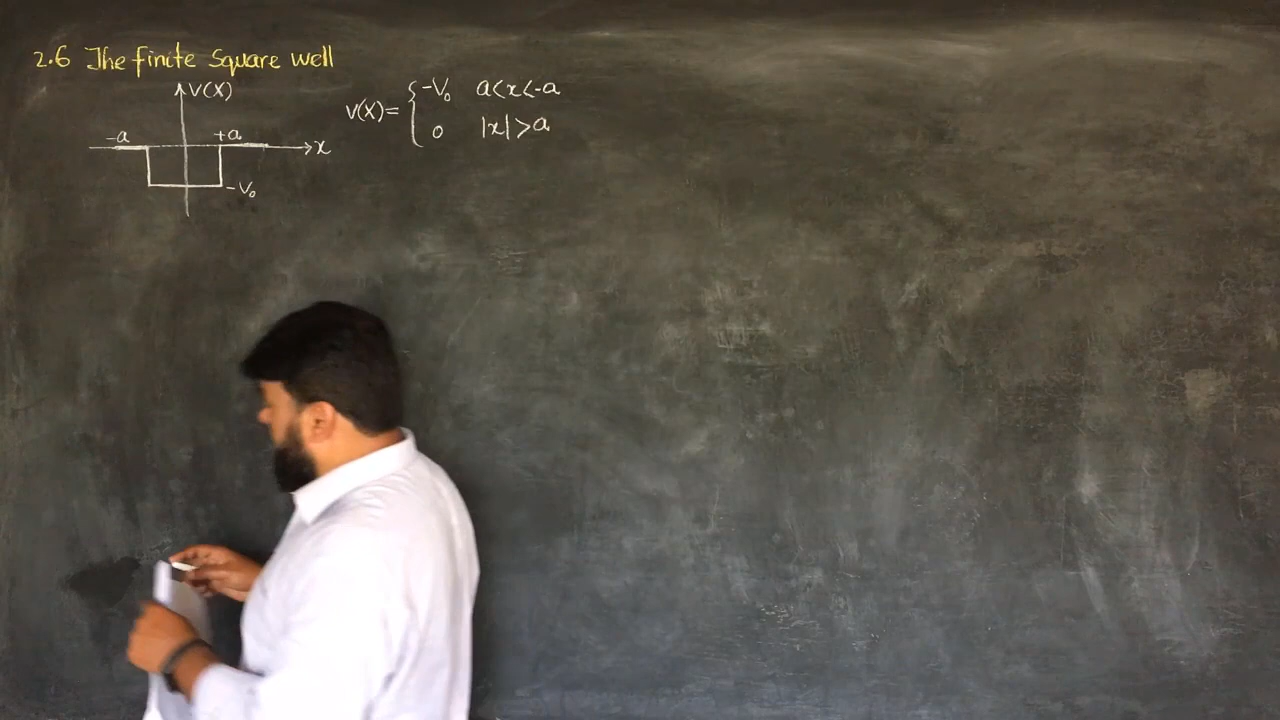 2.6 The finite Square well
V(X)
-a +a x
-V₀
V(X)= { -V₀ a<x<-a
0 |x|>a